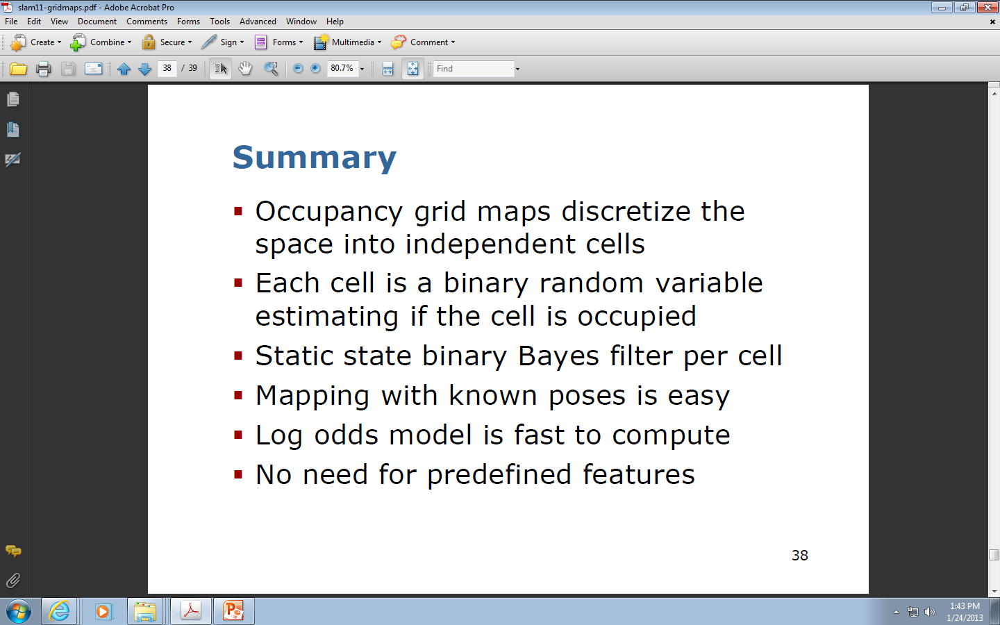 slam11-gridmaps.pdf - Adobe Acrobat Pro
File Edit View Document Comments Forms Tools Advanced Window Help
Create Combine Secure Sign Forms Multimedia Comment
38 / 39 80.7% Find
Summary
Occupancy grid maps discretize the
space into independent cells
Each cell is a binary random variable
estimating if the cell is occupied
Static state binary Bayes filter per cell
Mapping with known poses is easy
Log odds model is fast to compute
No need for predefined features
38
1:43 PM
1/24/2013